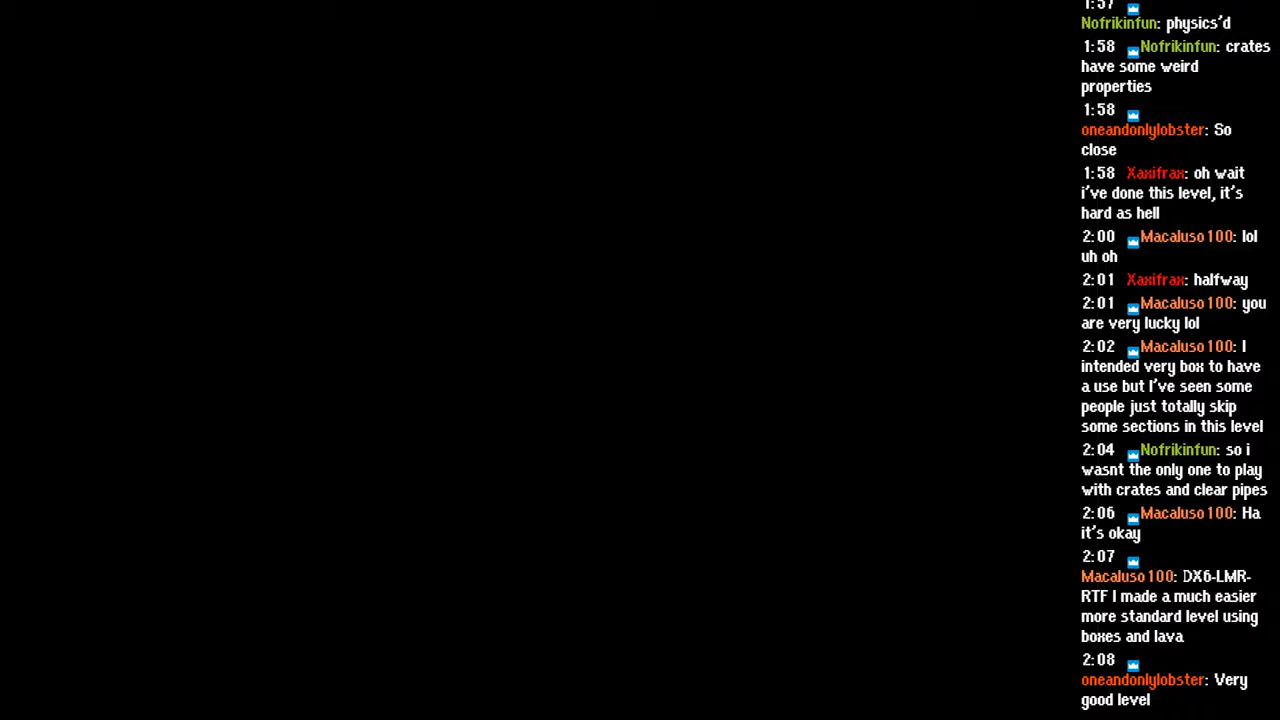 1:57
Nofrikinfun: physics'd
1:58 Nofrikinfun: crates
have some weird
properties
1:58
oneandonlylobster: So
close
1:58 Xaxifrax: oh wait
i've done this level, it's
hard as hell
2:00 Macaluso100: lol
uh oh
2:01 Xaxifrax: halfway
2:01 Macaluso100: you
are very lucky lol
2:02 Macaluso100: I
intended very box to have
a use but I've seen some
people just totally skip
some sections in this level
2:04 Nofrikinfun: so i
wasnt the only one to play
with crates and clear pipes
2:06 Macaluso100: Ha
it's okay
2:07
Macaluso100: DX6-LMR-
RTF I made a much easier
more standard level using
boxes and lava
2:08
oneandonlylobster: Very
good level